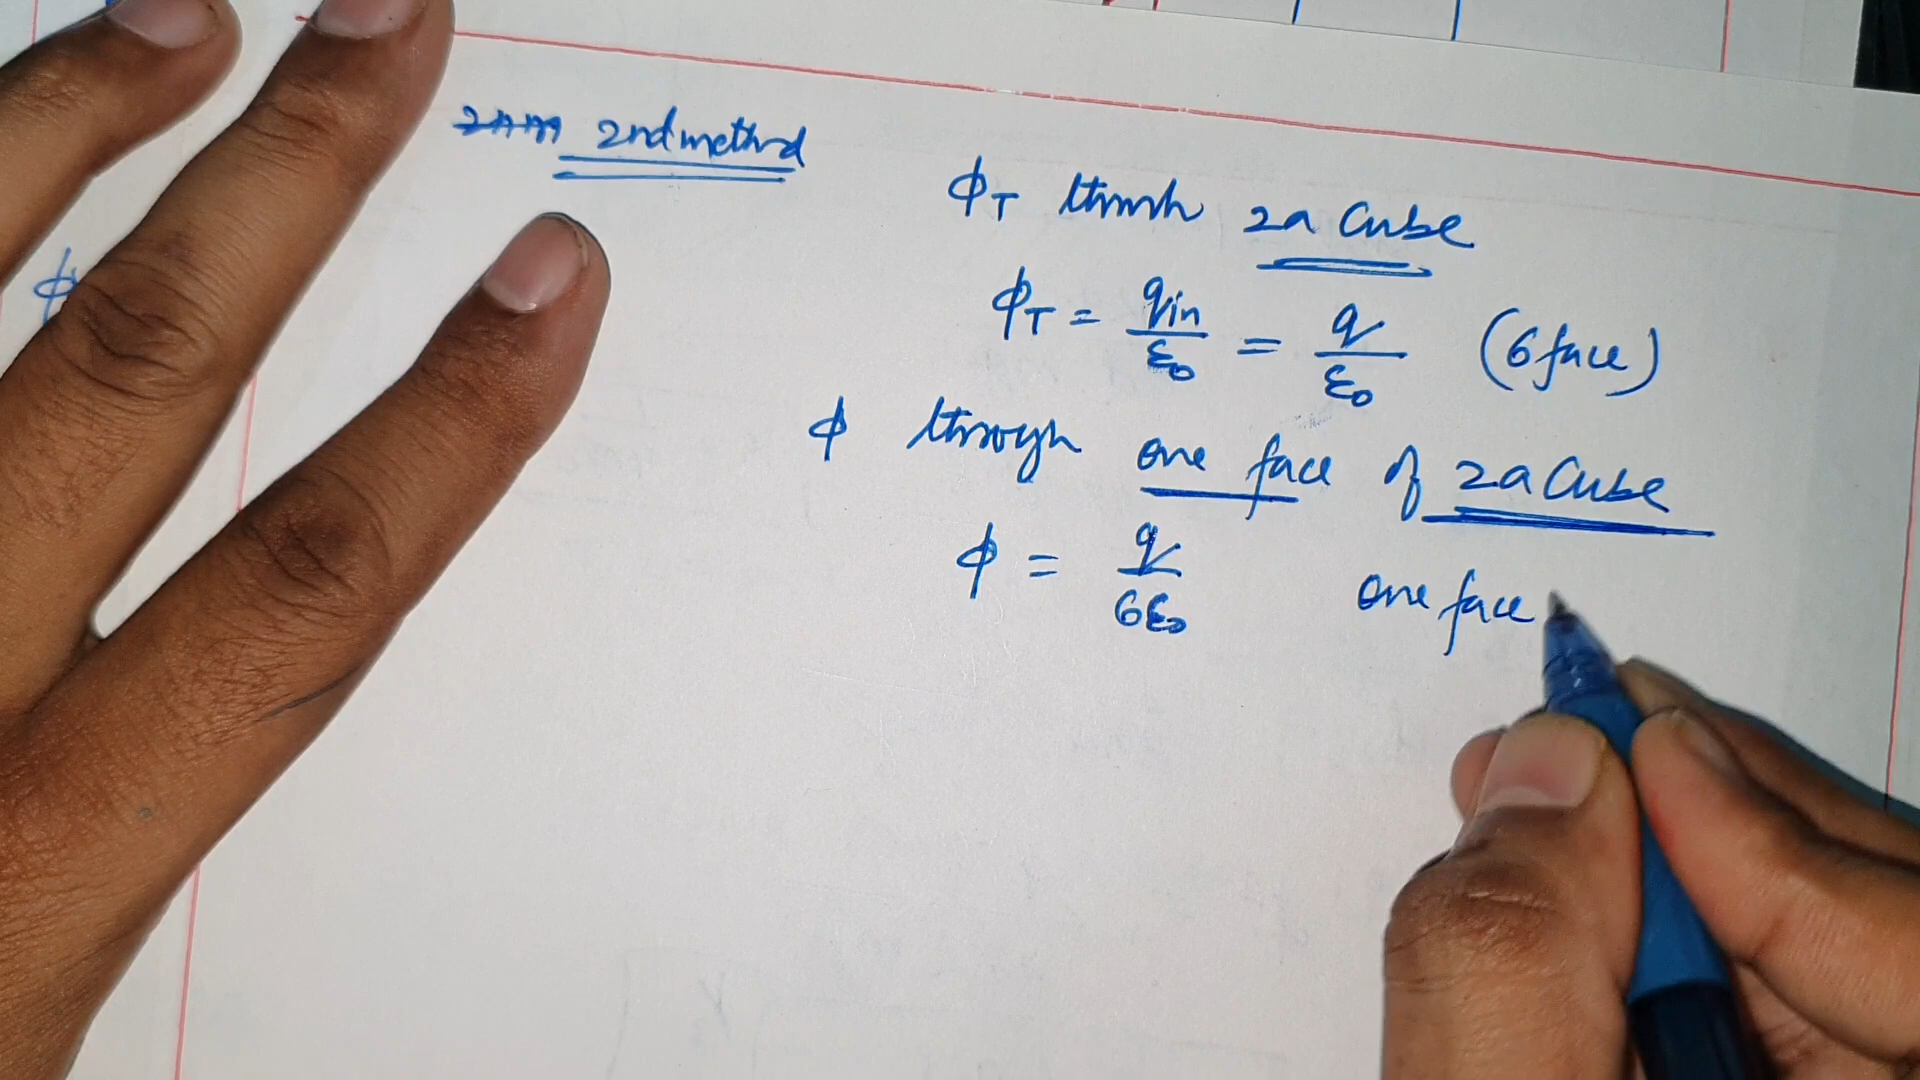 2nd method
ϕT through 2a Cube
ϕT = qin/ε0 = q/ε0 (6 face)
ϕ through one face of 2a Cube
ϕ = q/6ε0 one face
ϕ